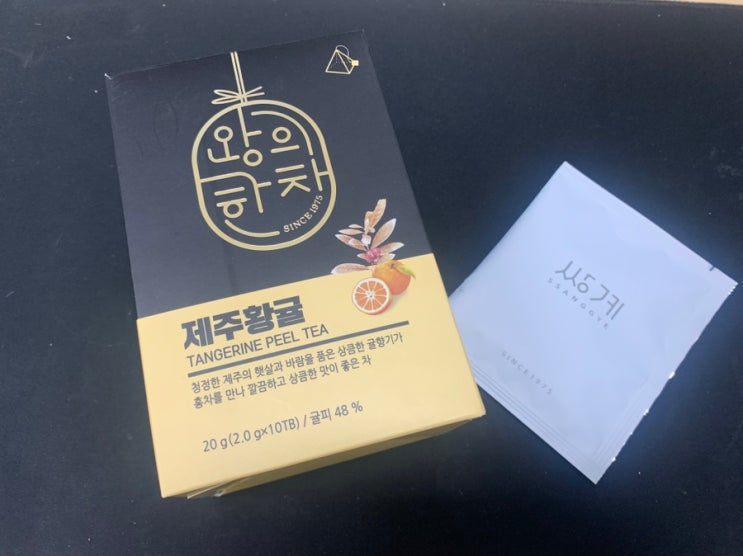 왕의
하차
SINCE 1975
제주황귤
TANGERINE PEEL TEA
청정한 제주의 햇살과 바람을 품은 상큼한 귤향기가
홍차를 만나 깔끔하고 상큼한 맛이 좋은 차
20 g(2.0 g×10TB) / 귤피 48 %
쌍계
SSANGGYE
SINCE1975